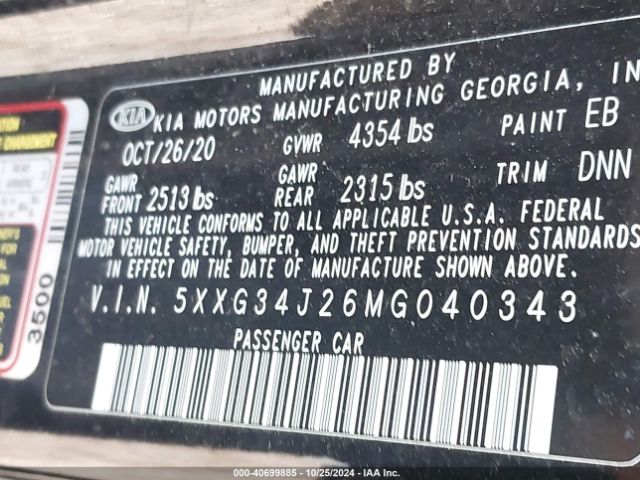 MANUFACTURED BY
KIA KIA MOTORS MANUFACTURING GEORGIA, IN
OCT/26/20 GVWR 4354 lbs PAINT EB
GAWR FRONT 2513 lbs GAWR REAR 2315 lbs TRIM DNN
THIS VEHICLE CONFORMS TO ALL APPLICABLE U.S.A. FEDERAL
MOTOR VEHICLE SAFETY, BUMPER, AND THEFT PREVENTION STANDARDS
IN EFFECT ON THE DATE OF MANUFACTURE SHOWN ABOVE.
V.I.N. 5XXG34J26MG040343
PASSENGER CAR
3500
000-40699885 - 10/25/2024 - IAA Inc.